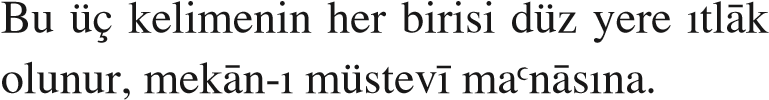 Bu üç kelimenin her birisi düz yere ıtlāk
olunur, mekān-ı müstevī maʿnāsına.